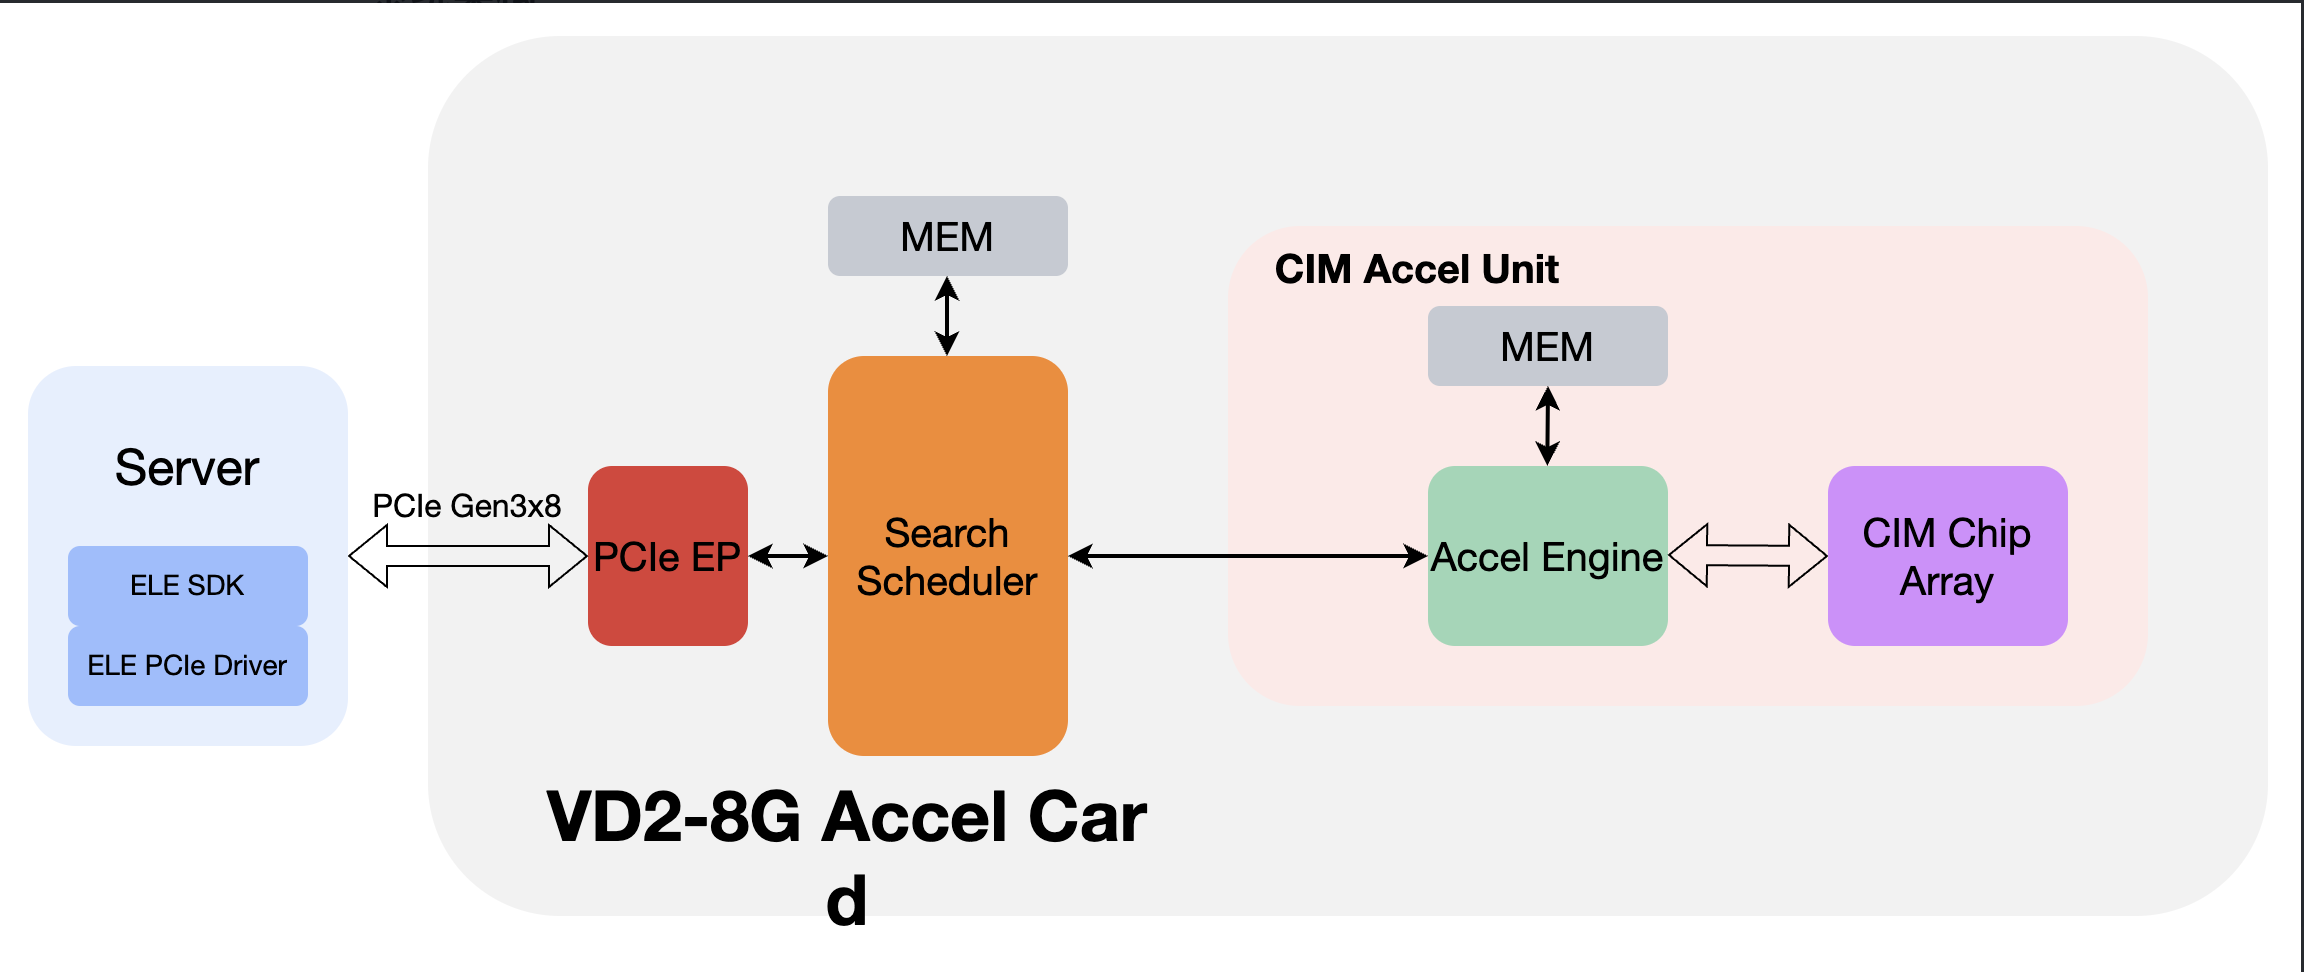 MEM
CIM Accel Unit
MEM
Server
PCIe Gen3x8
ELE SDK
ELE PCIe Driver
PCIe EP
Search
Scheduler
Accel Engine
CIM Chip
Array
VD2-8G Accel Car
d